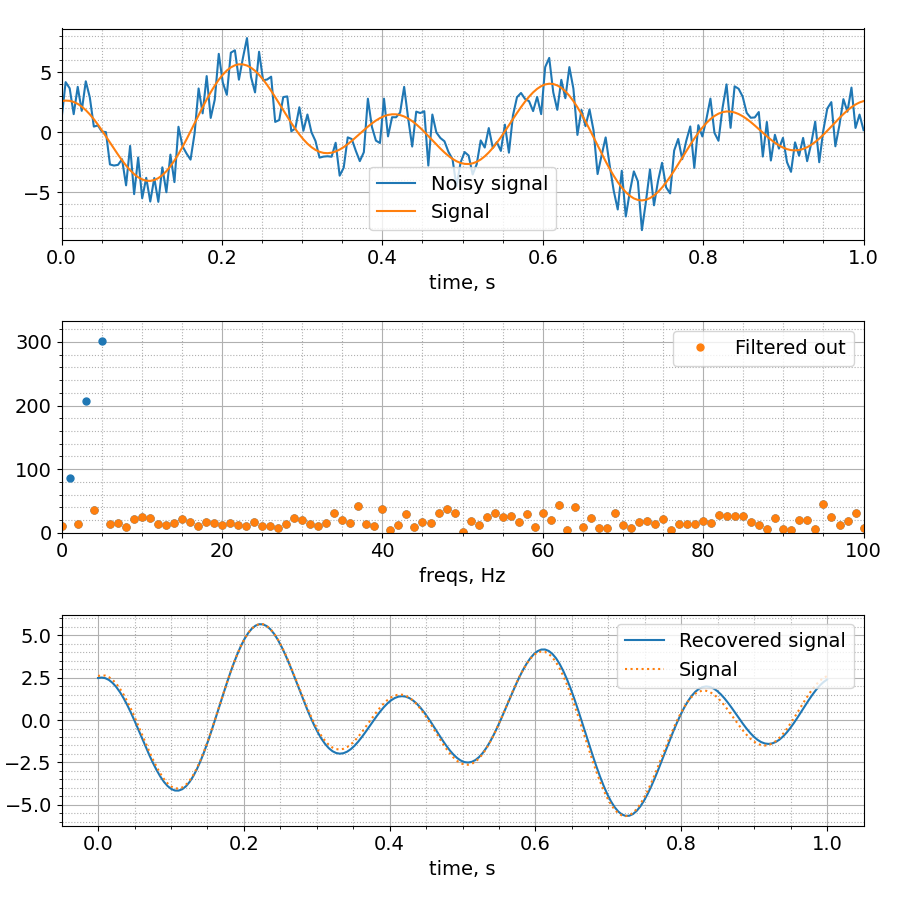 5
0
−5
Noisy signal
Signal
0.0 0.2 0.4 0.6 0.8 1.0
time, s
300
200
100
0
Filtered out
0 20 40 60 80 100
freqs, Hz
5.0
2.5
0.0
−2.5
−5.0
Recovered signal
Signal
0.0 0.2 0.4 0.6 0.8 1.0
time, s